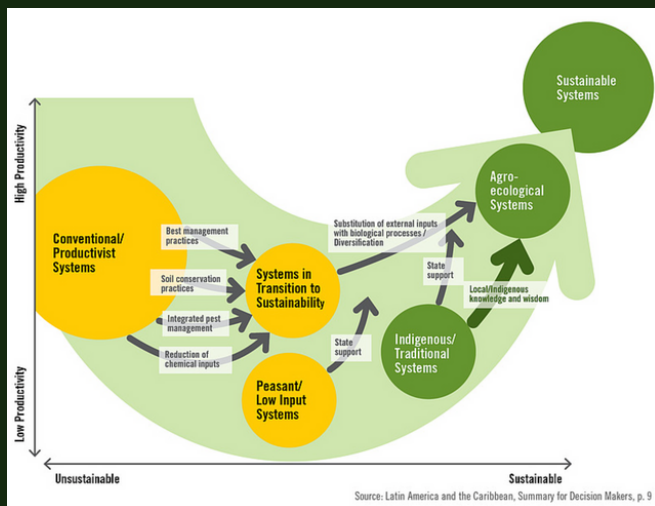 Sustainable
Systems
High Productivity
Agro-
ecological
Systems
Conventional/
Productivist
Systems
Best management
practices
Substitution of external inputs
with biological processes /
Diversification
Soil conservation
practices
Systems in
Transition to
Sustainability
State
support
Local/Indigenous
knowledge and wisdom
Integrated pest
management
State
support
Indigenous/
Traditional
Systems
Reduction of
chemical inputs
Peasant/
Low Input
Systems
Low Productivity
Unsustainable
Sustainable
Source: Latin America and the Caribbean, Summary for Decision Makers, p. 9